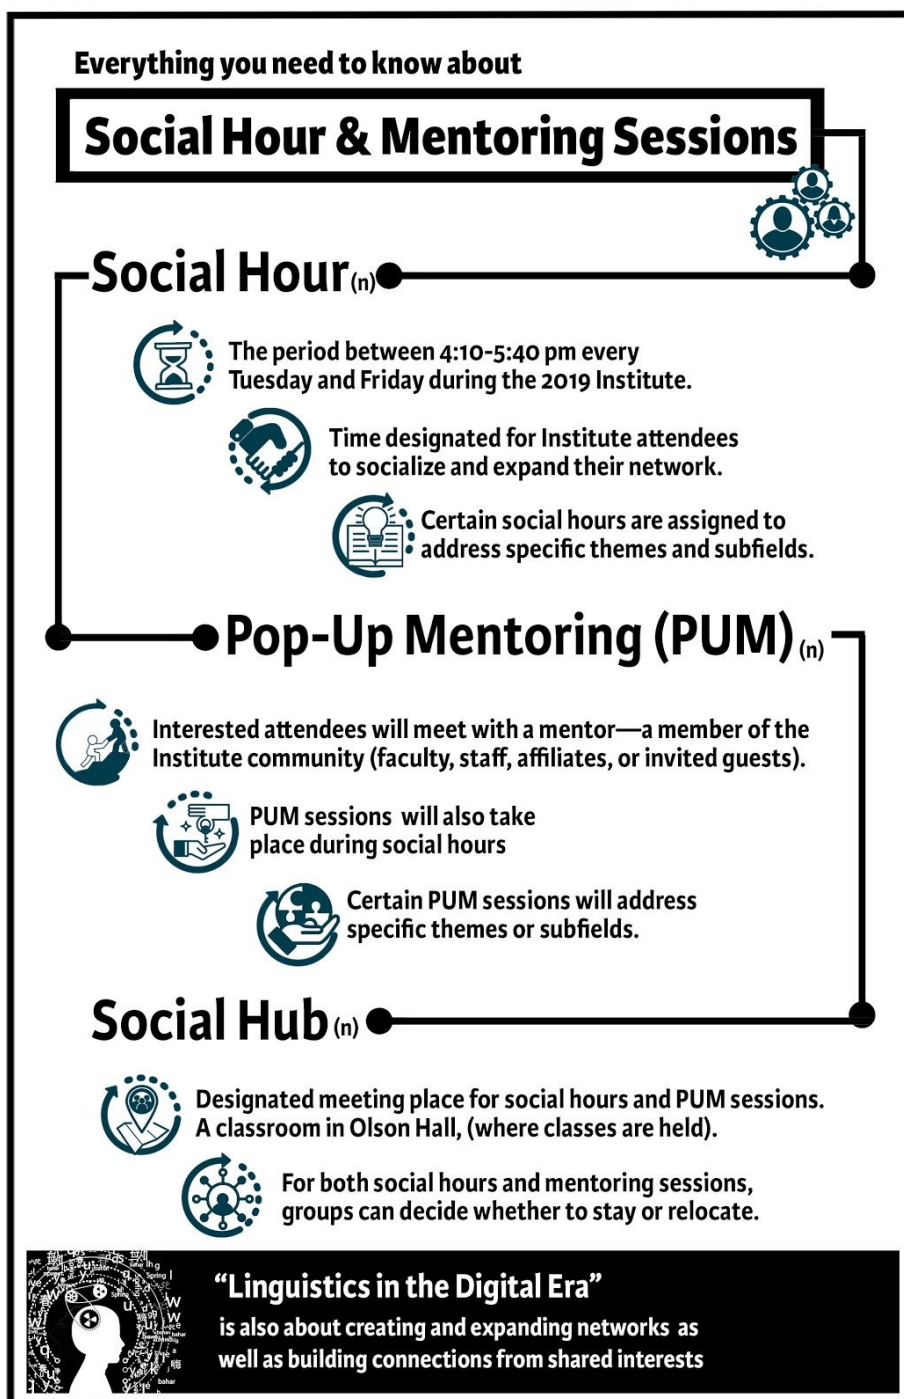 Everything you need to know about
Social Hour & Mentoring Sessions
Social Hour (n)
The period between 4:10-5:40 pm every
Tuesday and Friday during the 2019 Institute.
Time designated for Institute attendees
to socialize and expand their network.
Certain social hours are assigned to
address specific themes and subfields.
Pop-Up Mentoring (PUM) (n)
Interested attendees will meet with a mentor—a member of the
Institute community (faculty, staff, affiliates, or invited guests).
PUM sessions will also take
place during social hours
Certain PUM sessions will address
specific themes or subfields.
Social Hub (n)
Designated meeting place for social hours and PUM sessions.
A classroom in Olson Hall, (where classes are held).
For both social hours and mentoring sessions,
groups can decide whether to stay or relocate.
“Linguistics in the Digital Era”
is also about creating and expanding networks as
well as building connections from shared interests